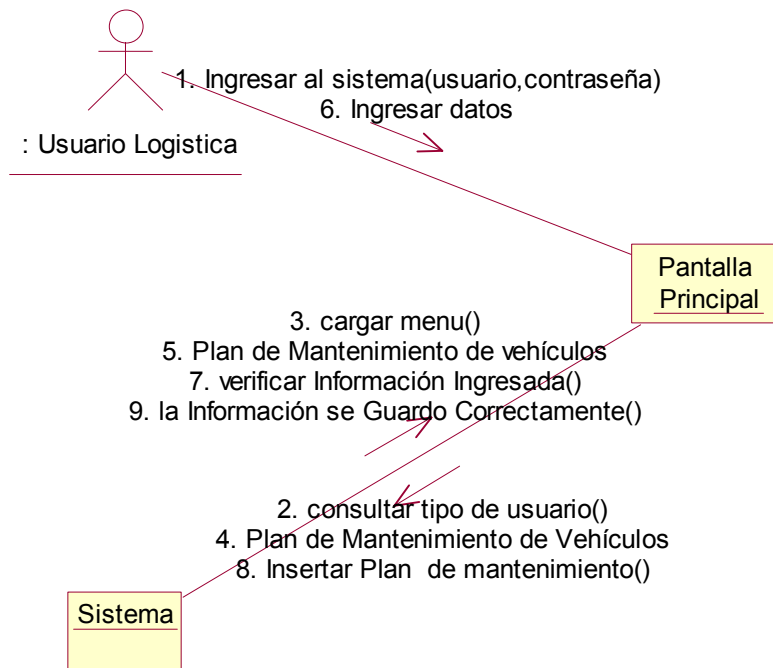 1. Ingresar al sistema(usuario,contraseña)
6. Ingresar datos
: Usuario Logistica
Pantalla
Principal
3. cargar menu()
5. Plan de Mantenimiento de vehículos
7. verificar Información Ingresada()
9. la Información se Guardo Correctamente()
2. consultar tipo de usuario()
4. Plan de Mantenimiento de Vehículos
8. Insertar Plan  de mantenimiento()
Sistema